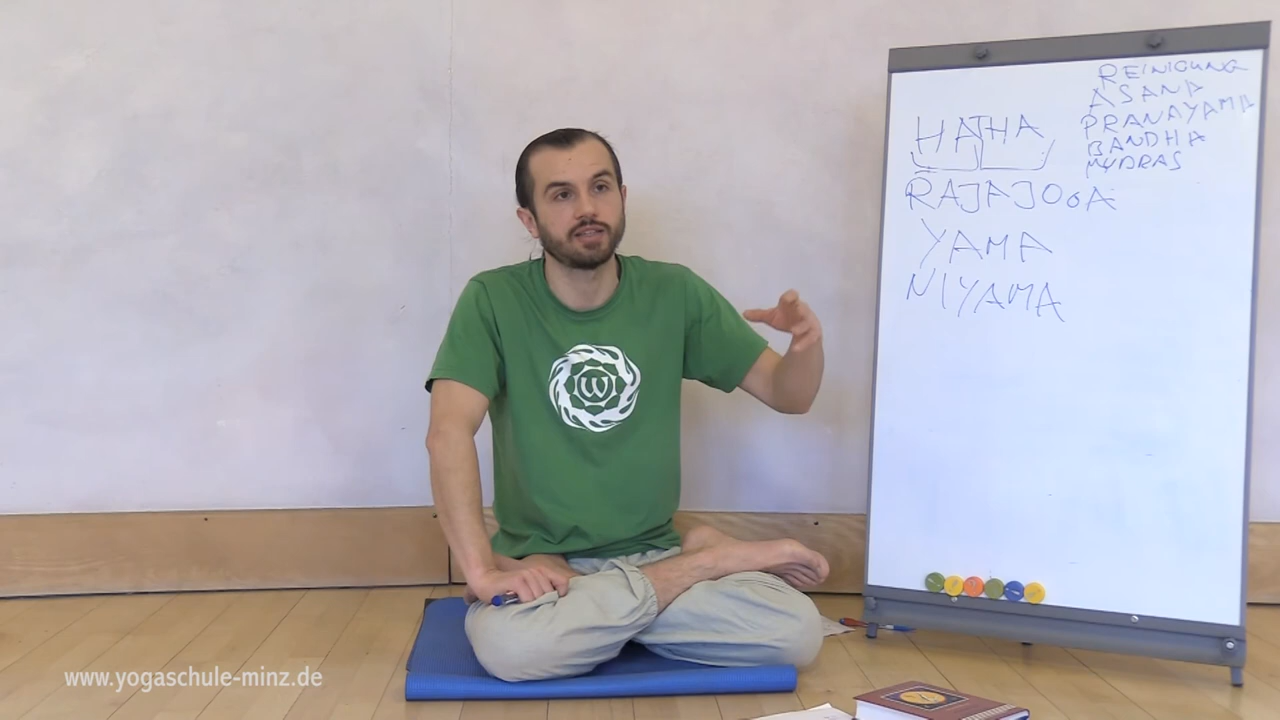 REINIGUNG
ASANA
PRANAYAMA
BANDHA
MUDRAS
HATHA
RAJAJOGA
YAMA
NIYAMA
W
www.yogaschule-minz.de